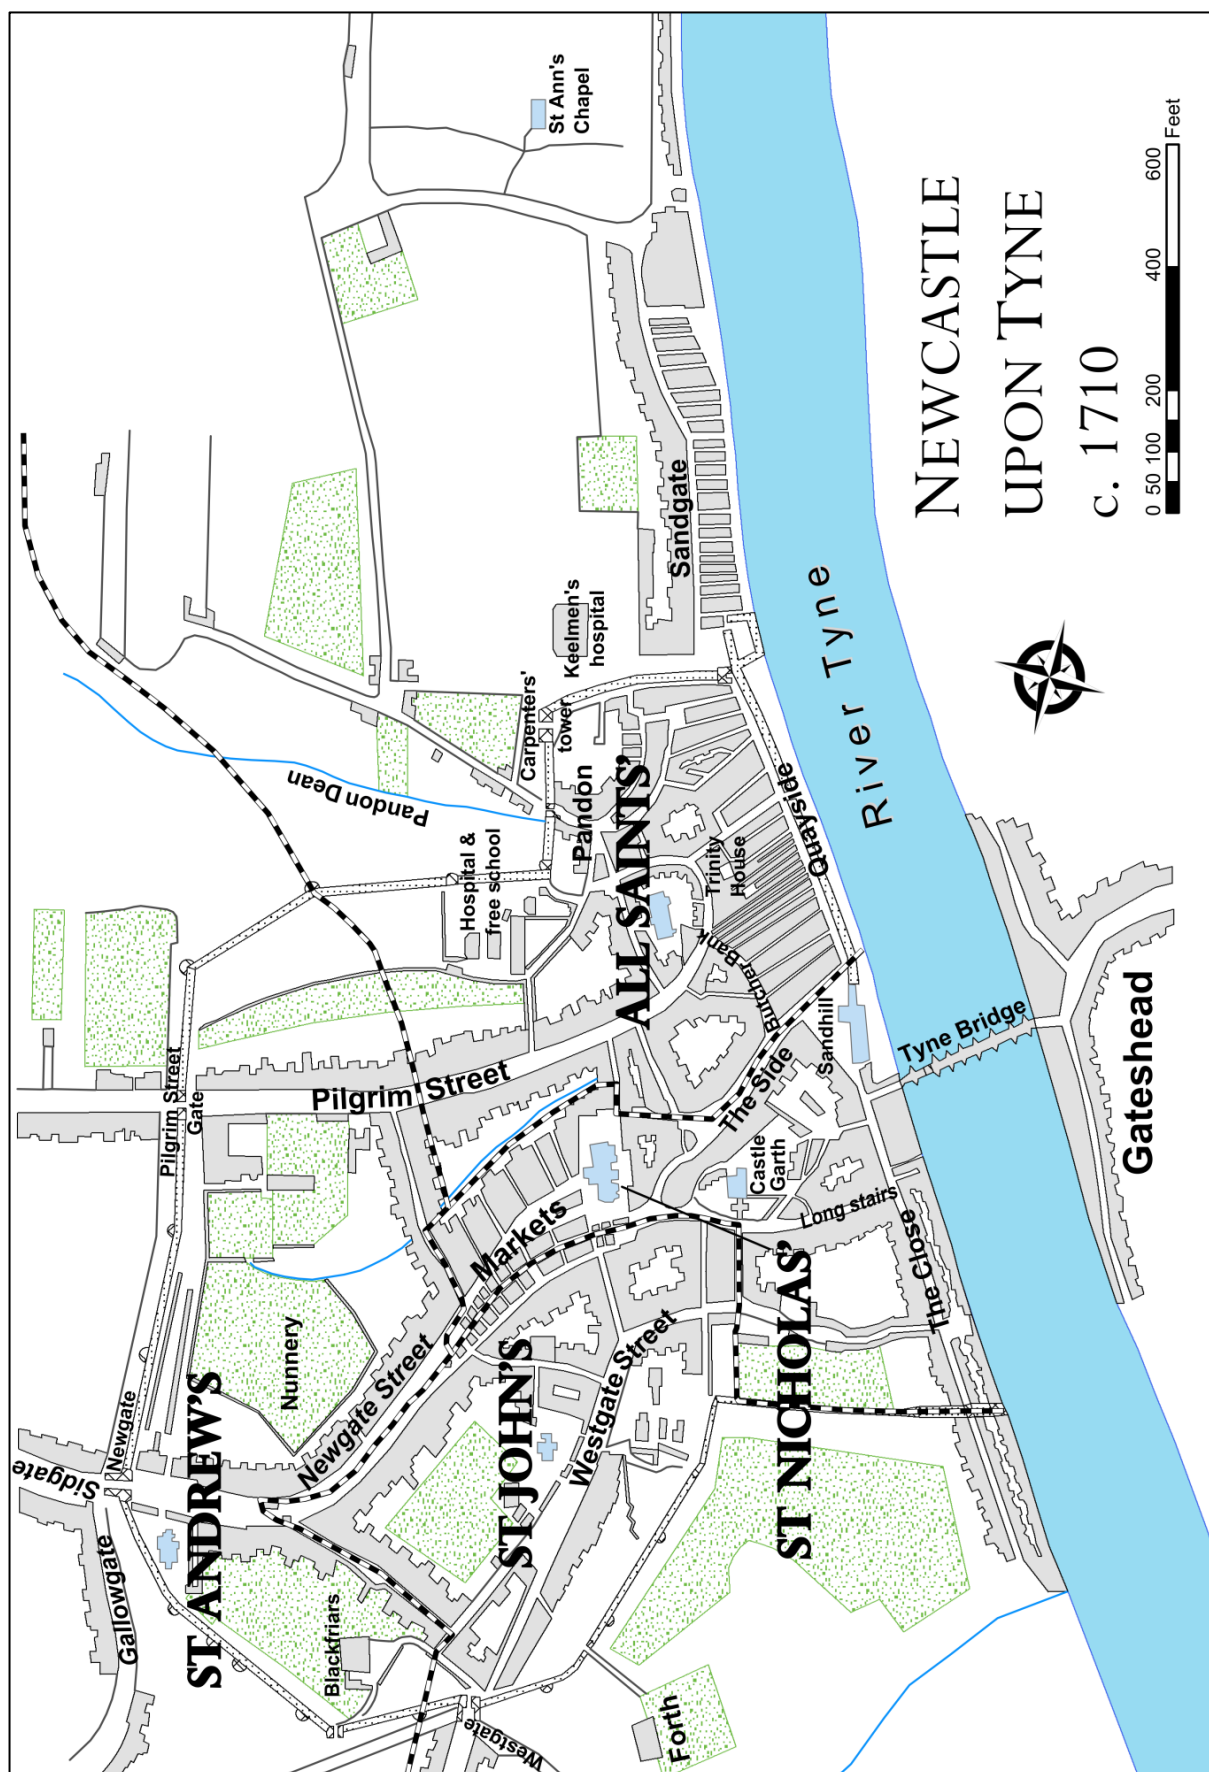 NEWCASTLE
UPON TYNE
c. 1710
0 50 100 200 400 600 Feet
Sidgate
Gallowgate
Newgate
ST ANDREW'S
Blackfriars
Nunnery
Newgate Street
Pilgrim Street
Gate
Pilgrim Street
Pandon Dean
Hospital &
free school
Carpenters'
tower
Keelmen's
hospital
St Ann's
Chapel
Pandon
ALL SAINTS'
Sandgate
Trinity
House
Quayside
Butcher Bank
The Side
Sandhill
Markets
ST JOHN'S
Westgate Street
Westgate
Forth
ST NICHOLAS'
Castle
Garth
Long stairs
The Close
Tyne Bridge
River Tyne
Gateshead